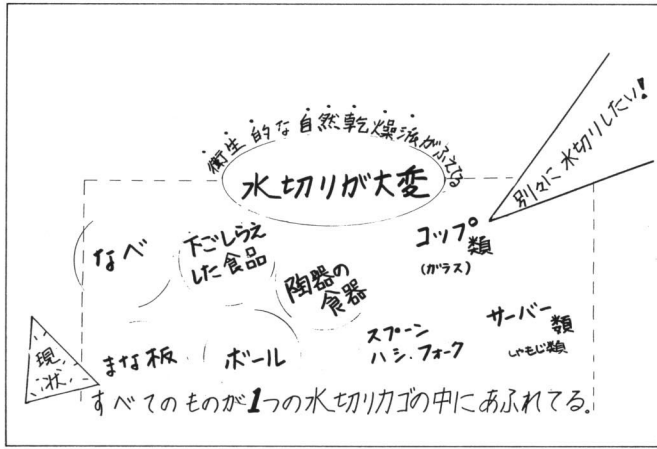 衛生的な自然乾燥派がふえてる
水切りが大変
別々に水切りしたい!
なべ
下ごしらえ
した食品
陶器の
食器
コップ類
(ガラス)
まな板
ボール
スプーン
ハシ.フォーク
サーバー類
しゃもじ類
現状
すべてのものが1つの水切りカゴの中にあふれてる.